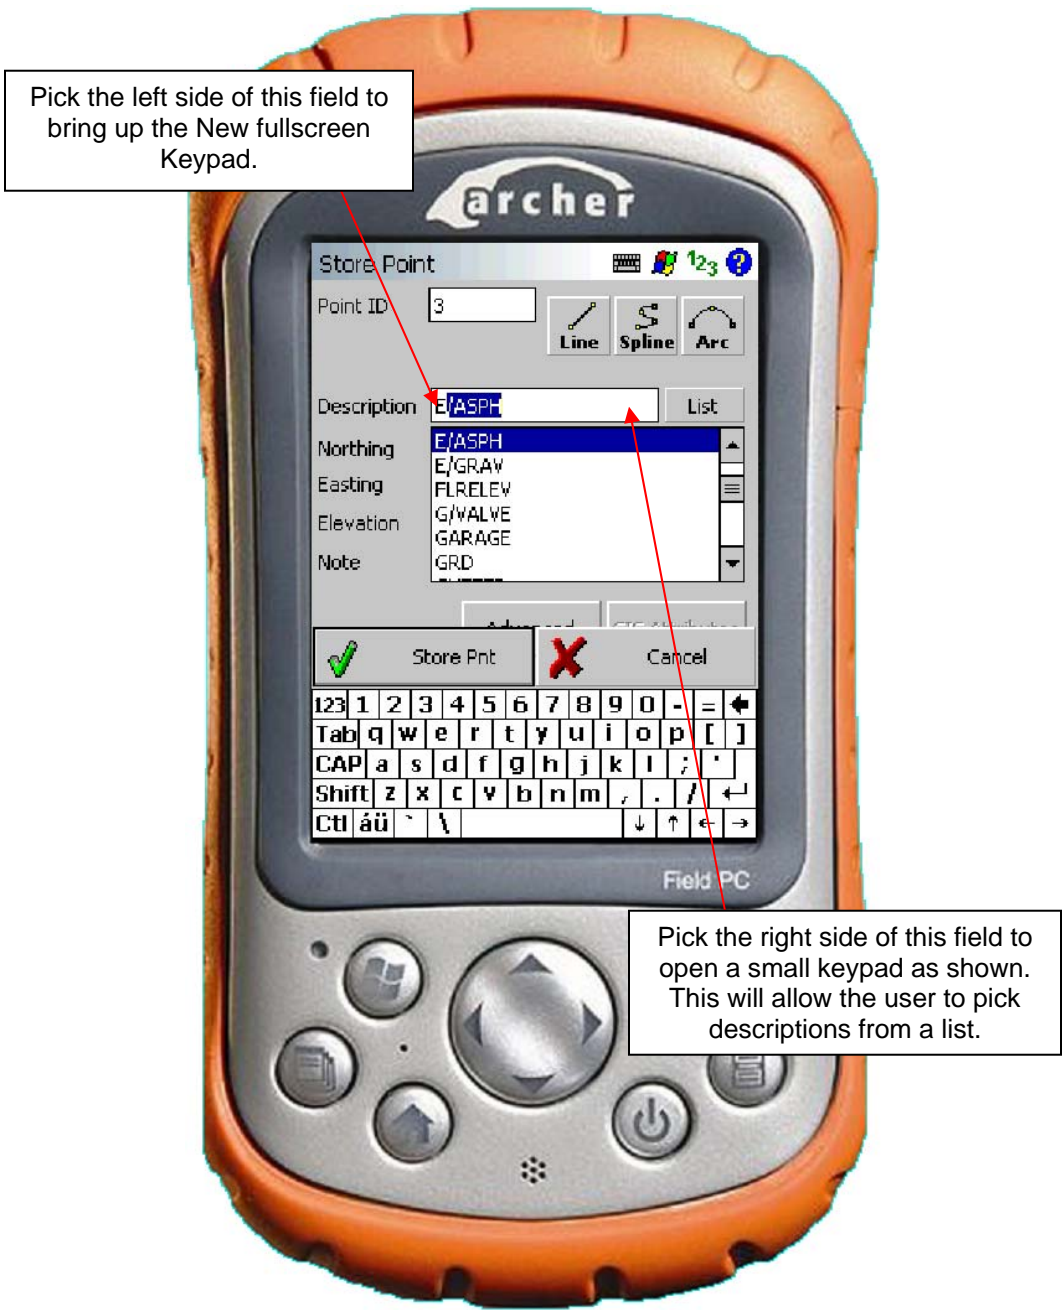 Pick the left side of this field to
bring up the New fullscreen
Keypad.
archer
Store Point
123
?
Point ID
3
Line
Spline
Arc
Description
E/ASPH
List
Northing
Easting
Elevation
Note
E/ASPH
E/GRAV
FLRELEV
G/VALVE
GARAGE
GRD
Store Pnt
Cancel
123 1 2 3 4 5 6 7 8 9 0 - =
Tab q w e r t y u i o p [ ]
CAP a s d f g h j k l ; '
Shift z x c v b n m , . /
Ctl áü ` \
Field PC
Pick the right side of this field to
open a small keypad as shown.
This will allow the user to pick
descriptions from a list.